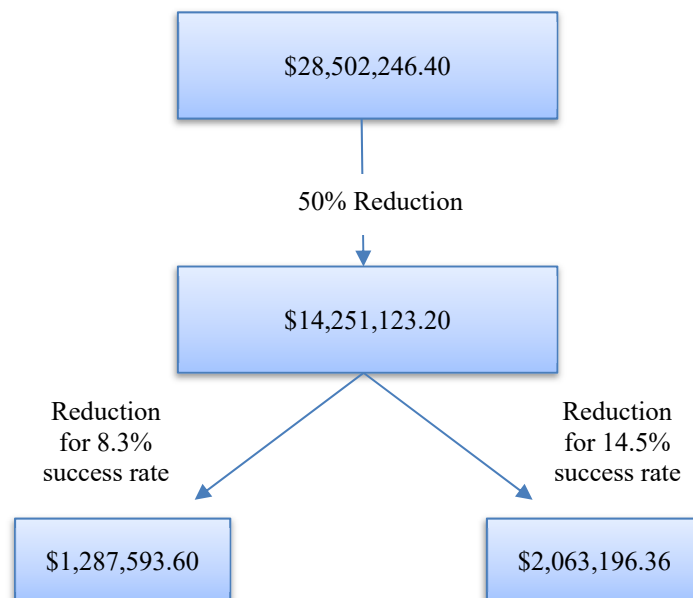 $28,502,246.40
50% Reduction
$14,251,123.20
Reduction
for 8.3%
success rate
Reduction
for 14.5%
success rate
$1,287,593.60
$2,063,196.36